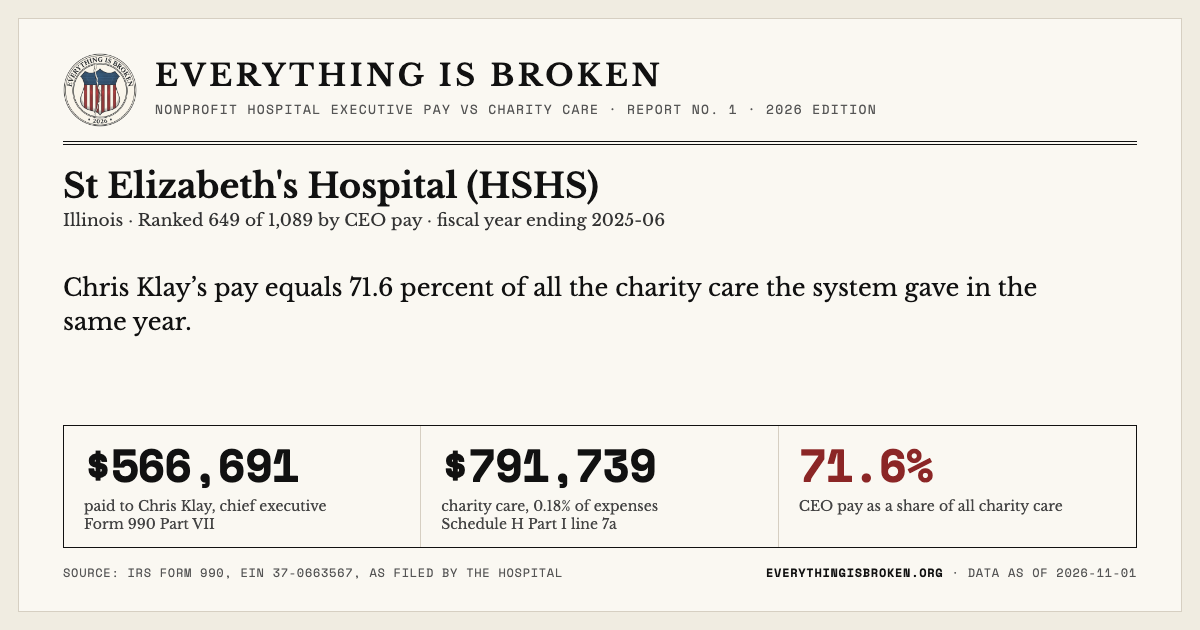 EVERYTHING IS BROKEN
2026
EVERYTHING IS BROKEN
NONPROFIT HOSPITAL EXECUTIVE PAY VS CHARITY CARE · REPORT NO. 1 · 2026 EDITION
St Elizabeth's Hospital (HSHS)
Illinois · Ranked 649 of 1,089 by CEO pay · fiscal year ending 2025-06
Chris Klay’s pay equals 71.6 percent of all the charity care the system gave in the
same year.
$566,691
paid to Chris Klay, chief executive
Form 990 Part VII
$791,739
charity care, 0.18% of expenses
Schedule H Part I line 7a
71.6%
CEO pay as a share of all charity care
SOURCE: IRS FORM 990, EIN 37-0663567, AS FILED BY THE HOSPITAL
EVERYTHINGISBROKEN.ORG · DATA AS OF 2026-11-01